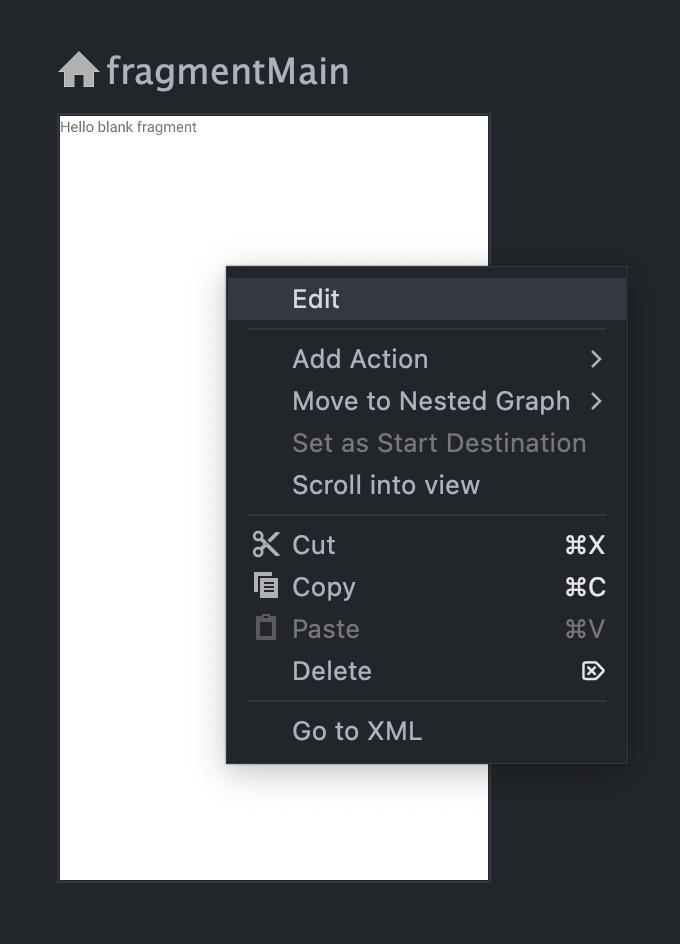 fragmentMain
Hello blank fragment
Edit
Add Action
Move to Nested Graph
Set as Start Destination
Scroll into view
Cut ⌘X
Copy ⌘C
Paste ⌘V
Delete ⌦
Go to XML